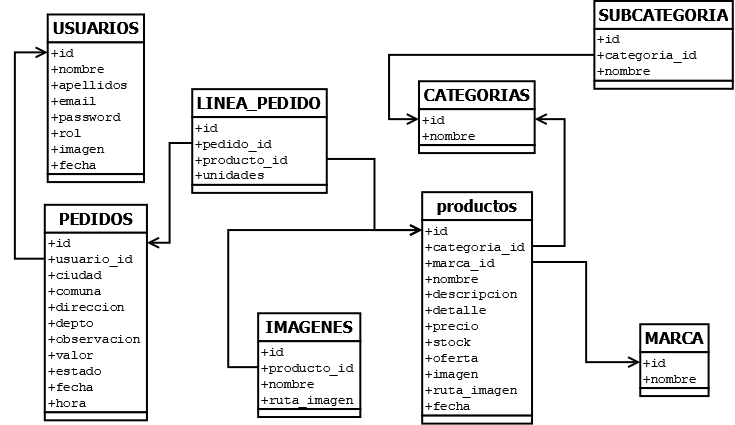 USUARIOS
+id
+nombre
+apellidos
+email
+password
+rol
+imagen
+fecha
SUBCATEGORIA
+id
+categoria_id
+nombre
CATEGORIAS
+id
+nombre
LINEA_PEDIDO
+id
+pedido_id
+producto_id
+unidades
PEDIDOS
+id
+usuario_id
+ciudad
+comuna
+direccion
+depto
+observacion
+valor
+estado
+fecha
+hora
productos
+id
+categoria_id
+marca_id
+nombre
+descripcion
+detalle
+precio
+stock
+oferta
+imagen
+ruta_imagen
+fecha
IMAGENES
+id
+producto_id
+nombre
+ruta_imagen
MARCA
+id
+nombre